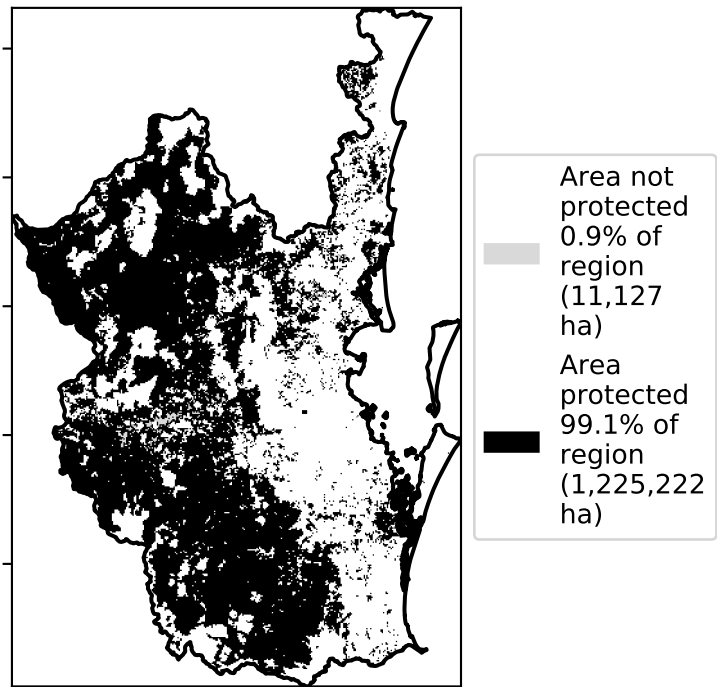 Area not
protected
0.9% of
region
(11,127
ha)
Area
protected
99.1% of
region
(1,225,222
ha)